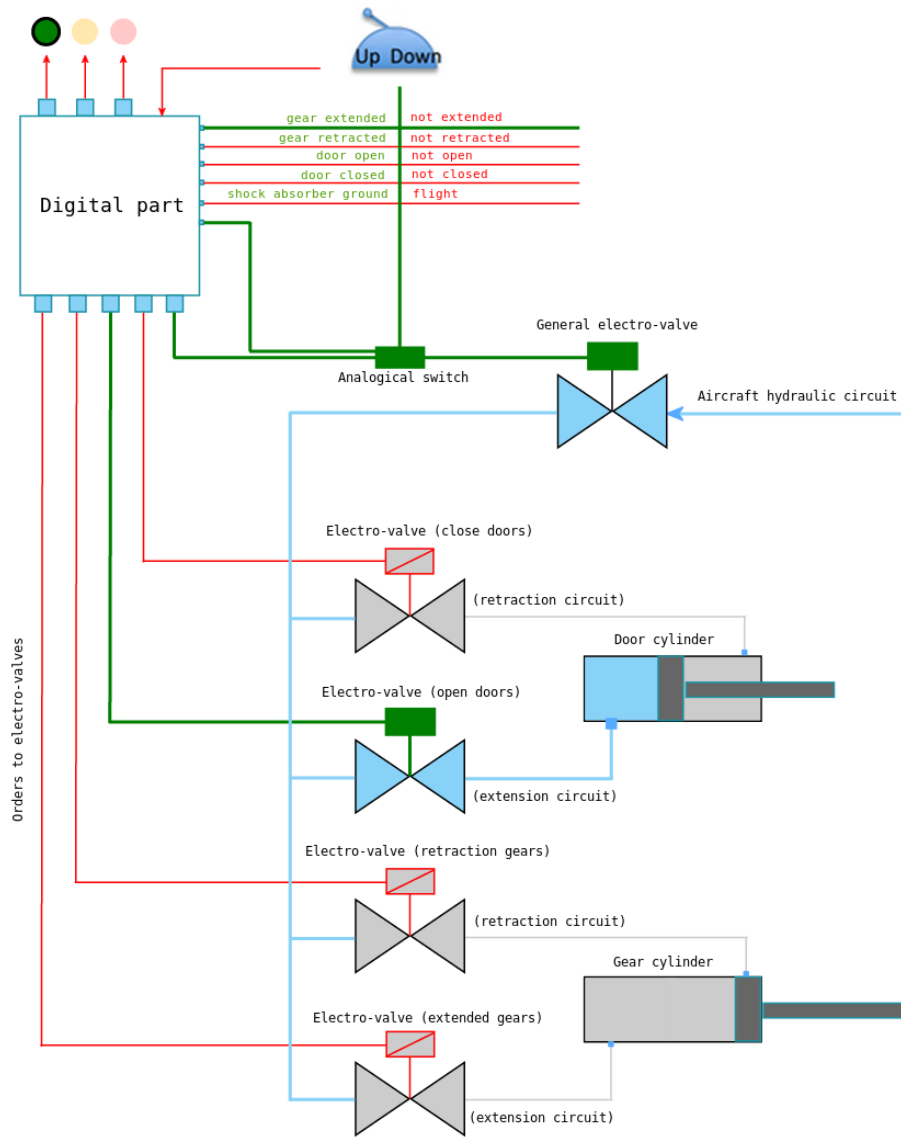 Up Down
gear extended not extended
gear retracted not retracted
door open not open
door closed not closed
shock absorber ground flight
Digital part
General electro-valve
Analogical switch
Aircraft hydraulic circuit
Electro-valve (close doors)
(retraction circuit)
Door cylinder
Electro-valve (open doors)
(extension circuit)
Orders to electro-valves
Electro-valve (retraction gears)
(retraction circuit)
Gear cylinder
Electro-valve (extended gears)
(extension circuit)